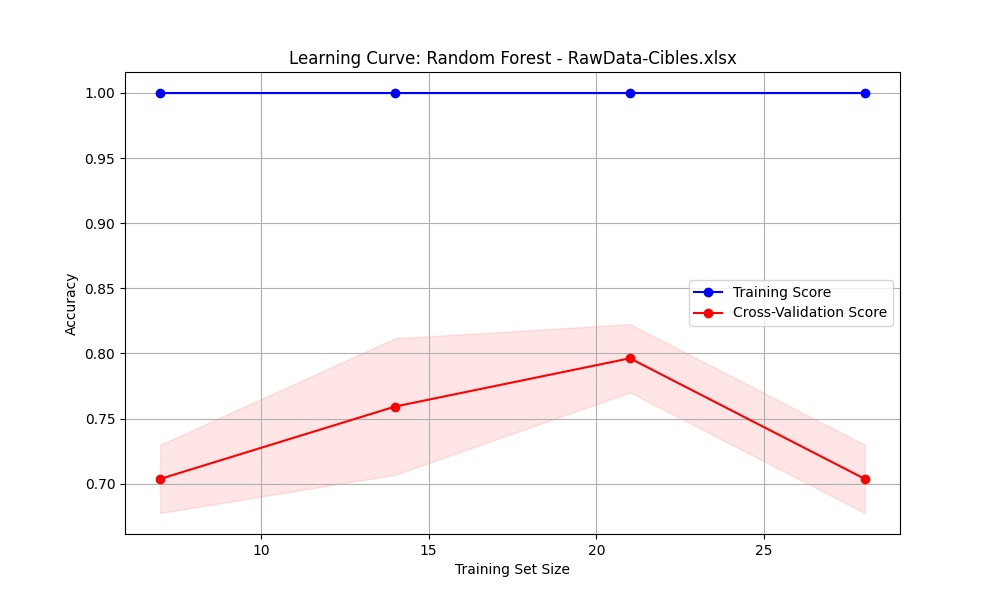 Learning Curve: Random Forest - RawData-Cibles.xlsx
1.00
0.95
0.90
0.85
0.80
0.75
0.70
Accuracy
Training Score
Cross-Validation Score
10
15
20
25
Training Set Size